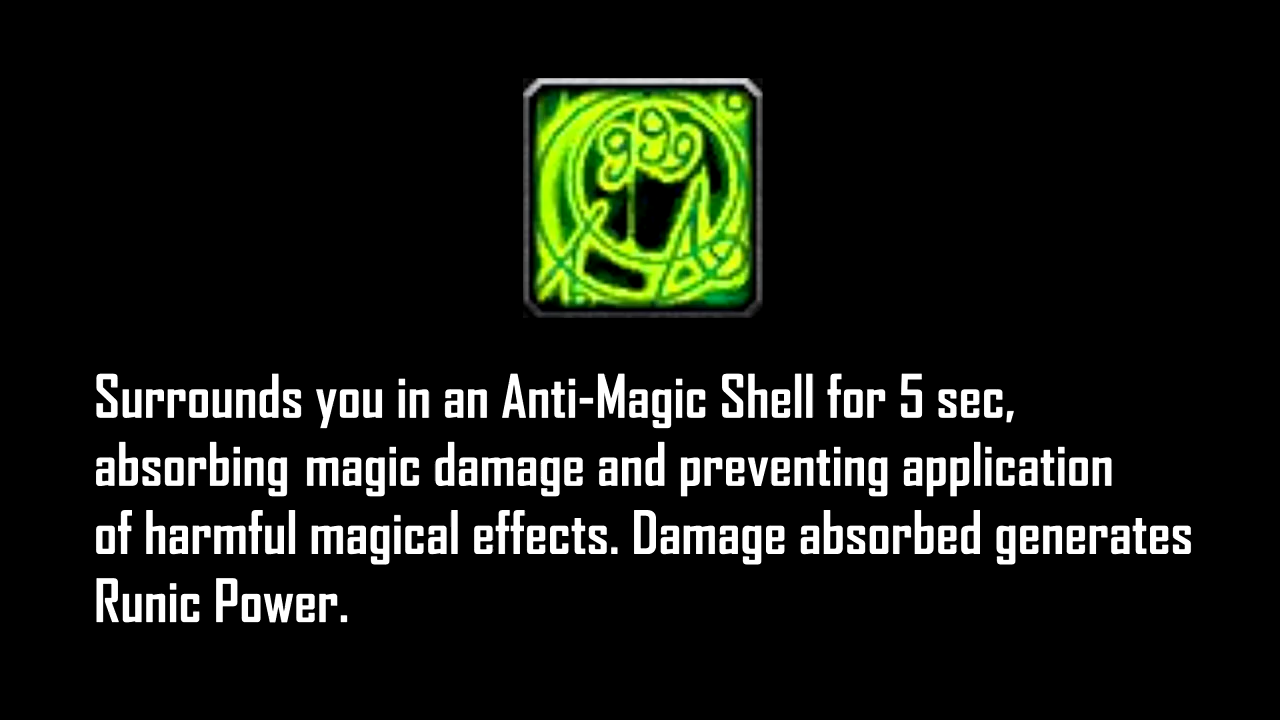 Surrounds you in an Anti-Magic Shell for 5 sec,
absorbing magic damage and preventing application
of harmful magical effects. Damage absorbed generates
Runic Power.